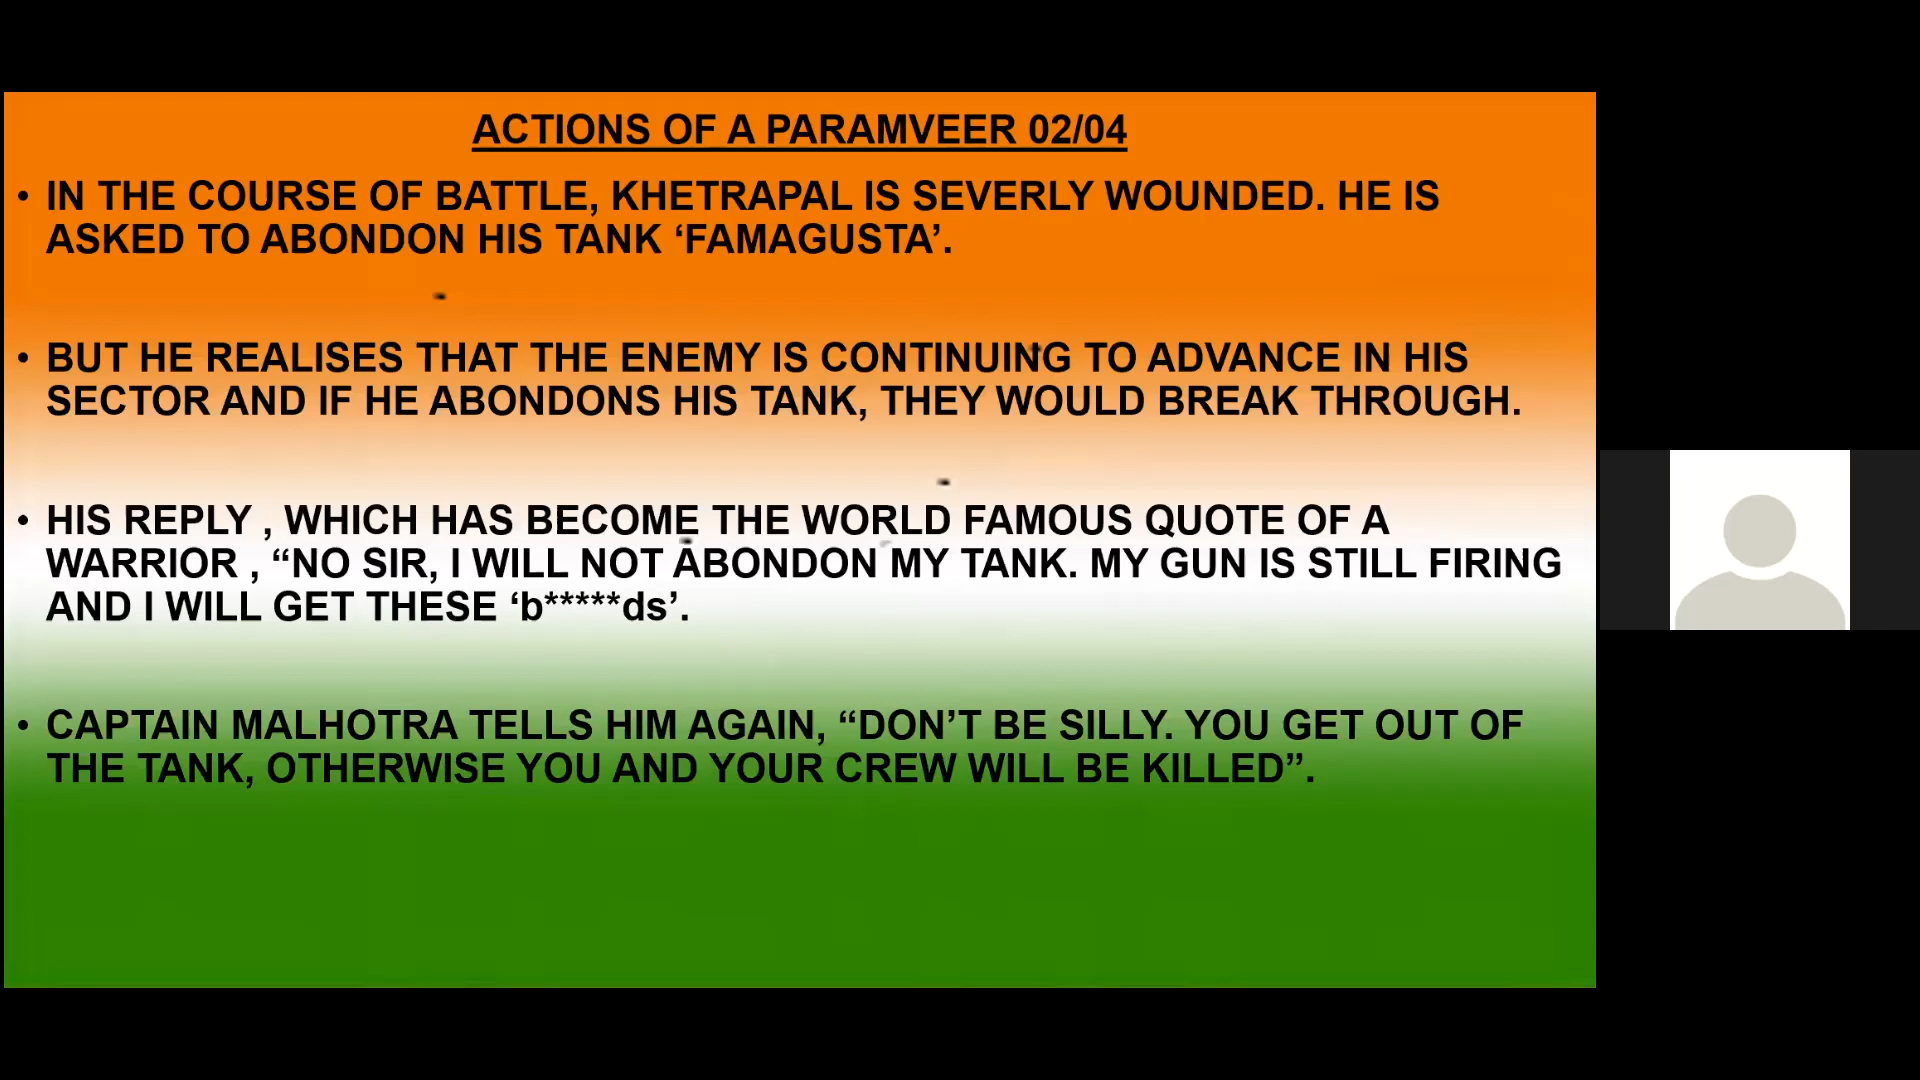 ACTIONS OF A PARAMVEER 02/04
• IN THE COURSE OF BATTLE, KHETRAPAL IS SEVERLY WOUNDED. HE IS
ASKED TO ABONDON HIS TANK ‘FAMAGUSTA’.
• BUT HE REALISES THAT THE ENEMY IS CONTINUING TO ADVANCE IN HIS
SECTOR AND IF HE ABONDONS HIS TANK, THEY WOULD BREAK THROUGH.
• HIS REPLY , WHICH HAS BECOME THE WORLD FAMOUS QUOTE OF A
WARRIOR , “NO SIR, I WILL NOT ABONDON MY TANK. MY GUN IS STILL FIRING
AND I WILL GET THESE ‘b*****ds’.
• CAPTAIN MALHOTRA TELLS HIM AGAIN, “DON’T BE SILLY. YOU GET OUT OF
THE TANK, OTHERWISE YOU AND YOUR CREW WILL BE KILLED”.